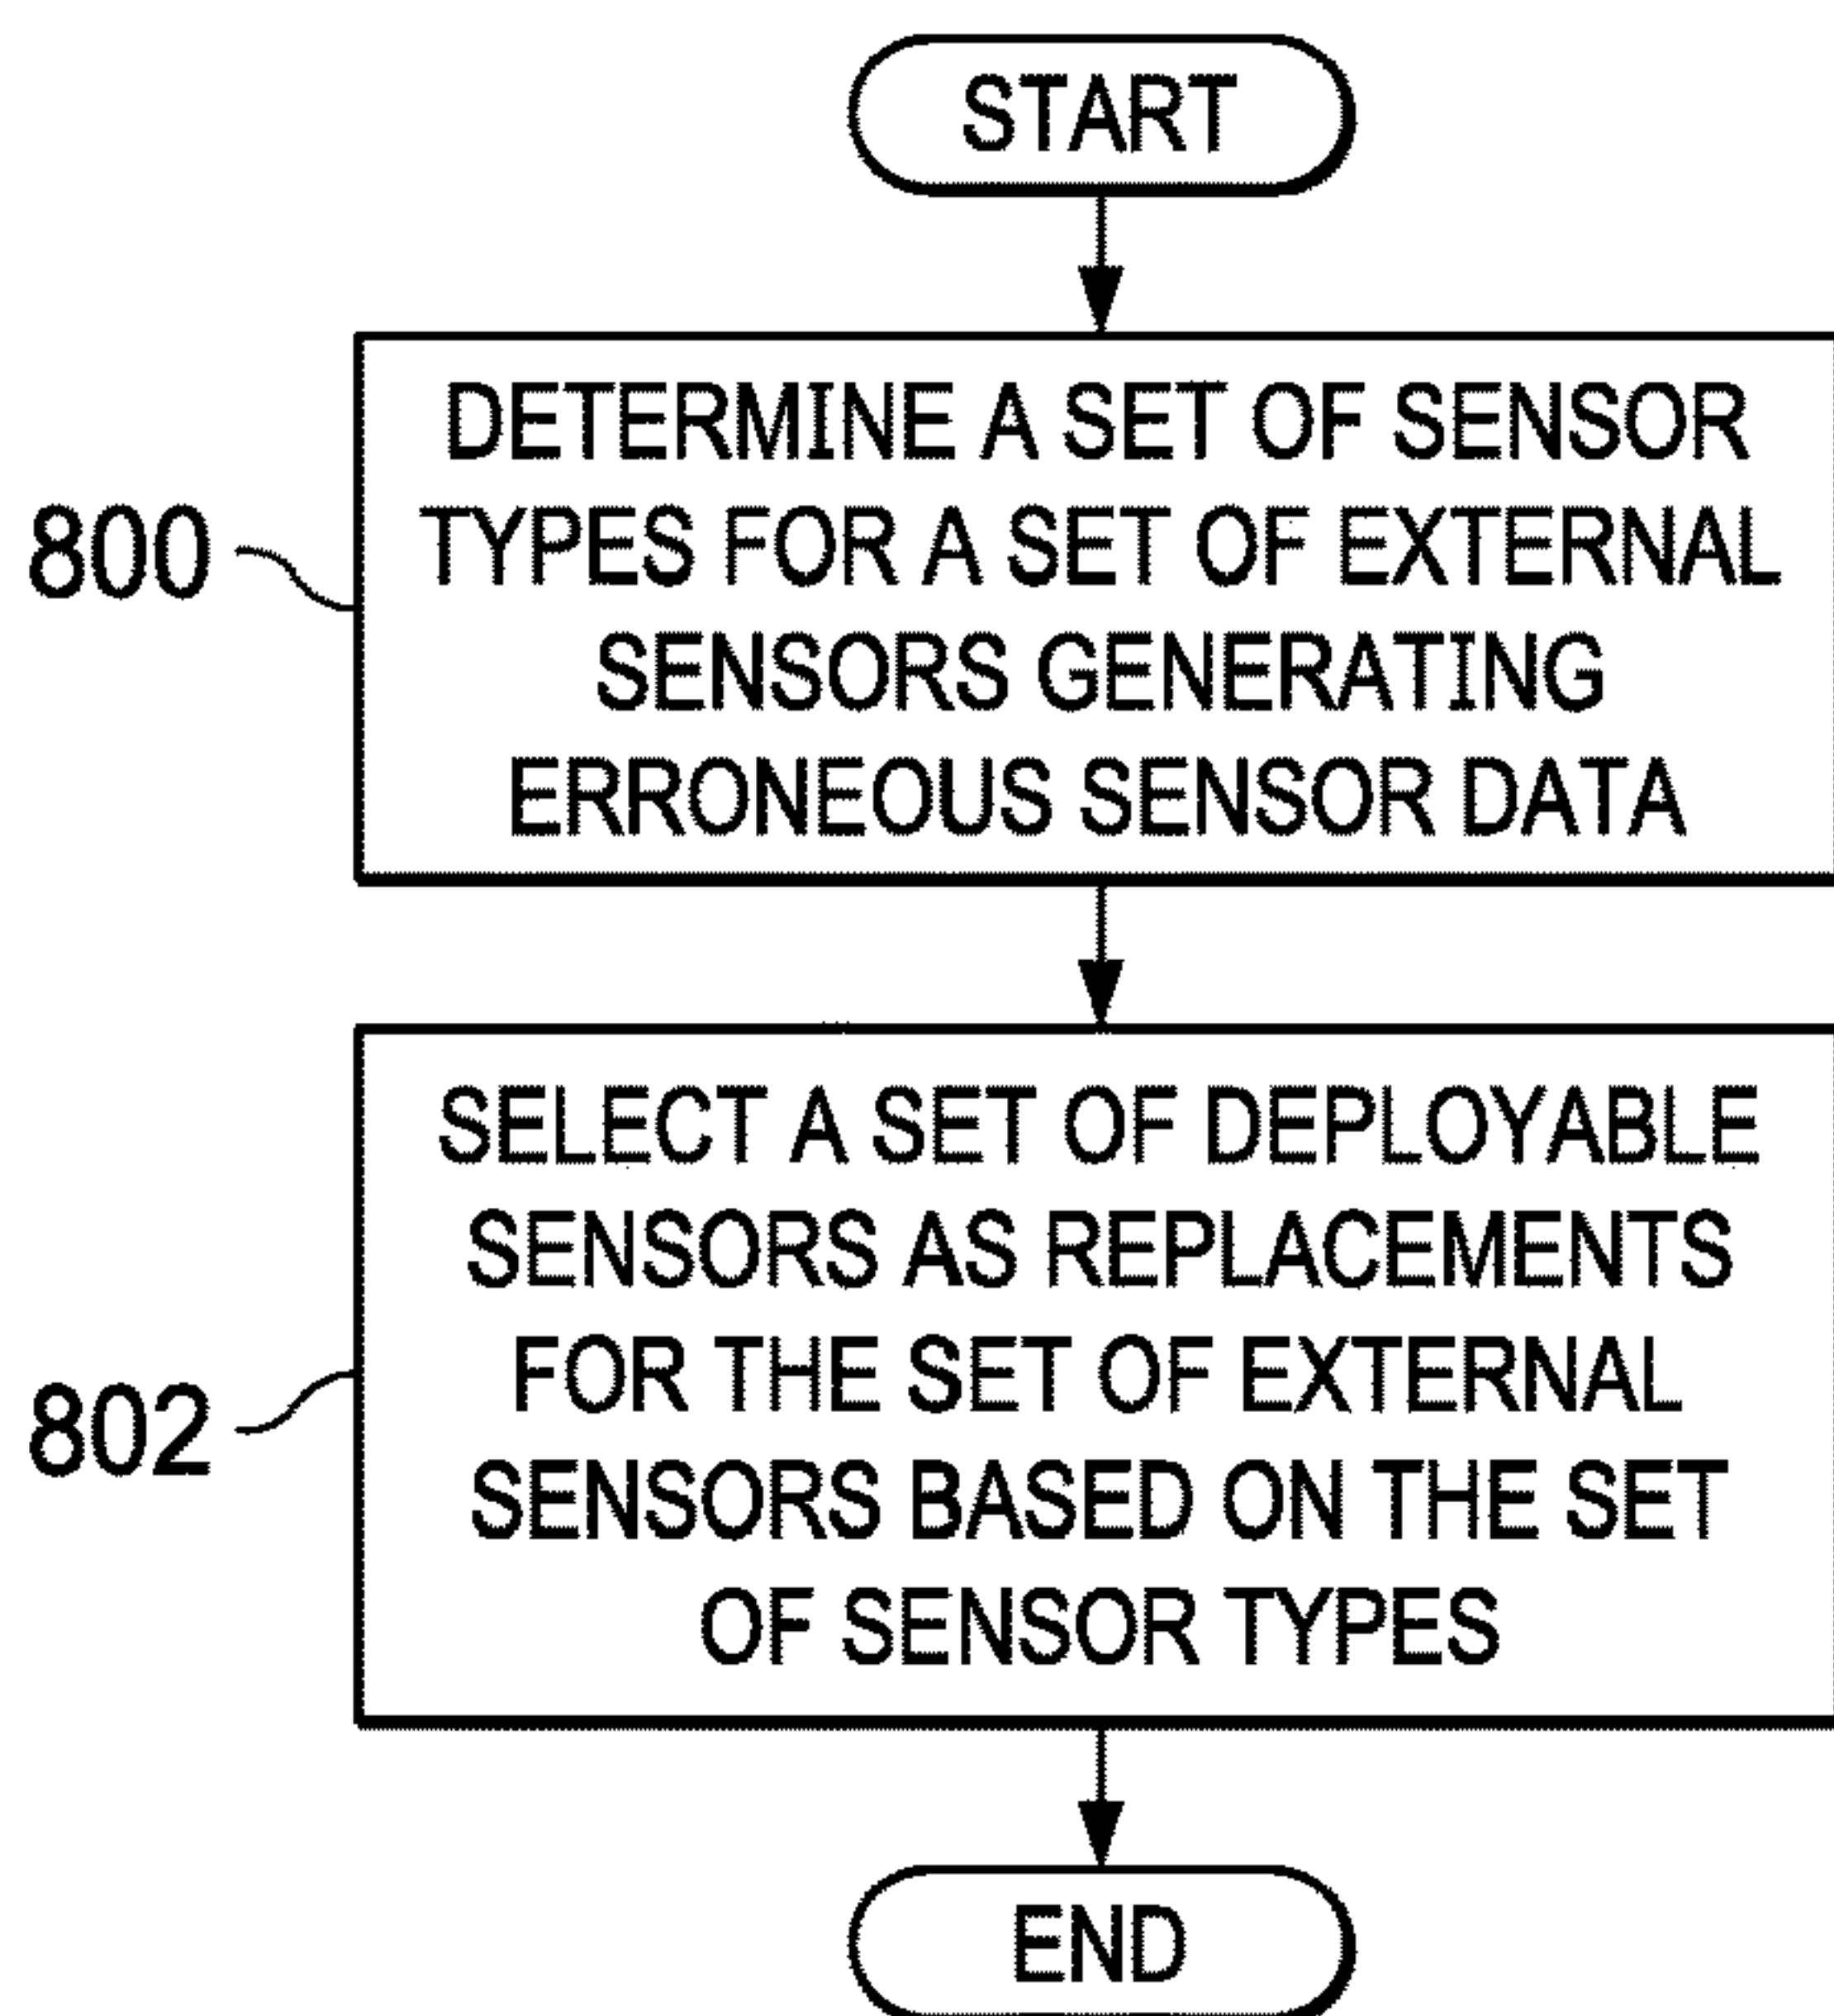 START
DETERMINE A SET OF SENSOR
TYPES FOR A SET OF EXTERNAL
SENSORS GENERATING
ERRONEOUS SENSOR DATA
800
SELECT A SET OF DEPLOYABLE
SENSORS AS REPLACEMENTS
FOR THE SET OF EXTERNAL
SENSORS BASED ON THE SET
OF SENSOR TYPES
802
END